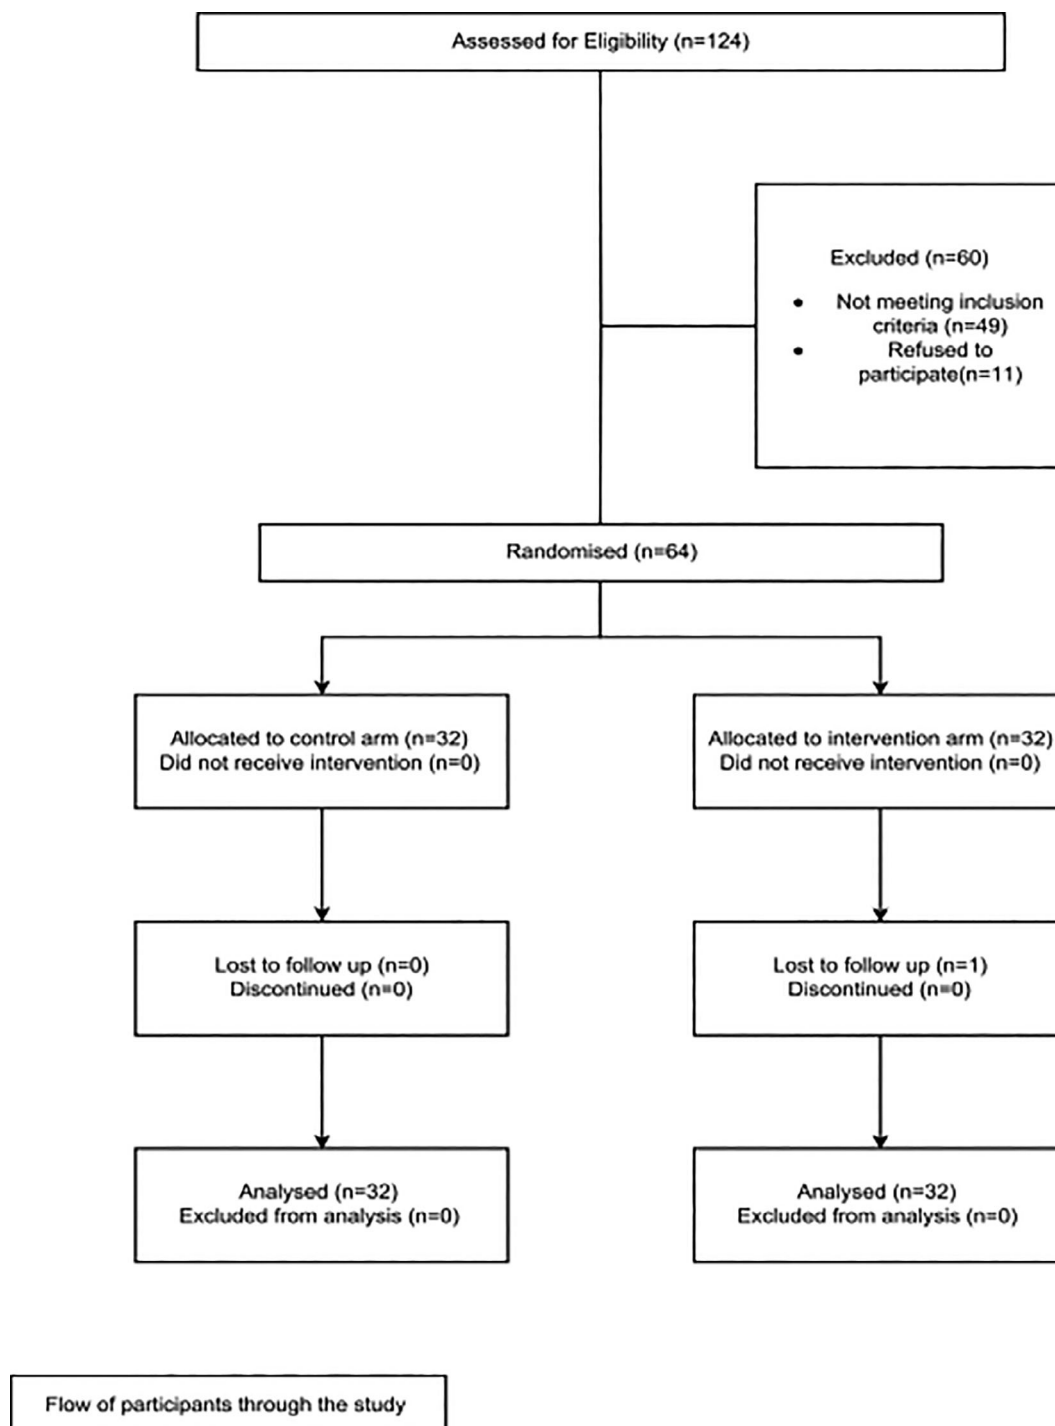 Assessed for Eligibility (n=124)
Excluded (n=60)
• Not meeting inclusion
criteria (n=49)
• Refused to
participate(n=11)
Randomised (n=64)
Allocated to control arm (n=32)
Did not receive intervention (n=0)
Allocated to intervention arm (n=32)
Did not receive intervention (n=0)
Lost to follow up (n=0)
Discontinued (n=0)
Lost to follow up (n=1)
Discontinued (n=0)
Analysed (n=32)
Excluded from analysis (n=0)
Analysed (n=32)
Excluded from analysis (n=0)
Flow of participants through the study